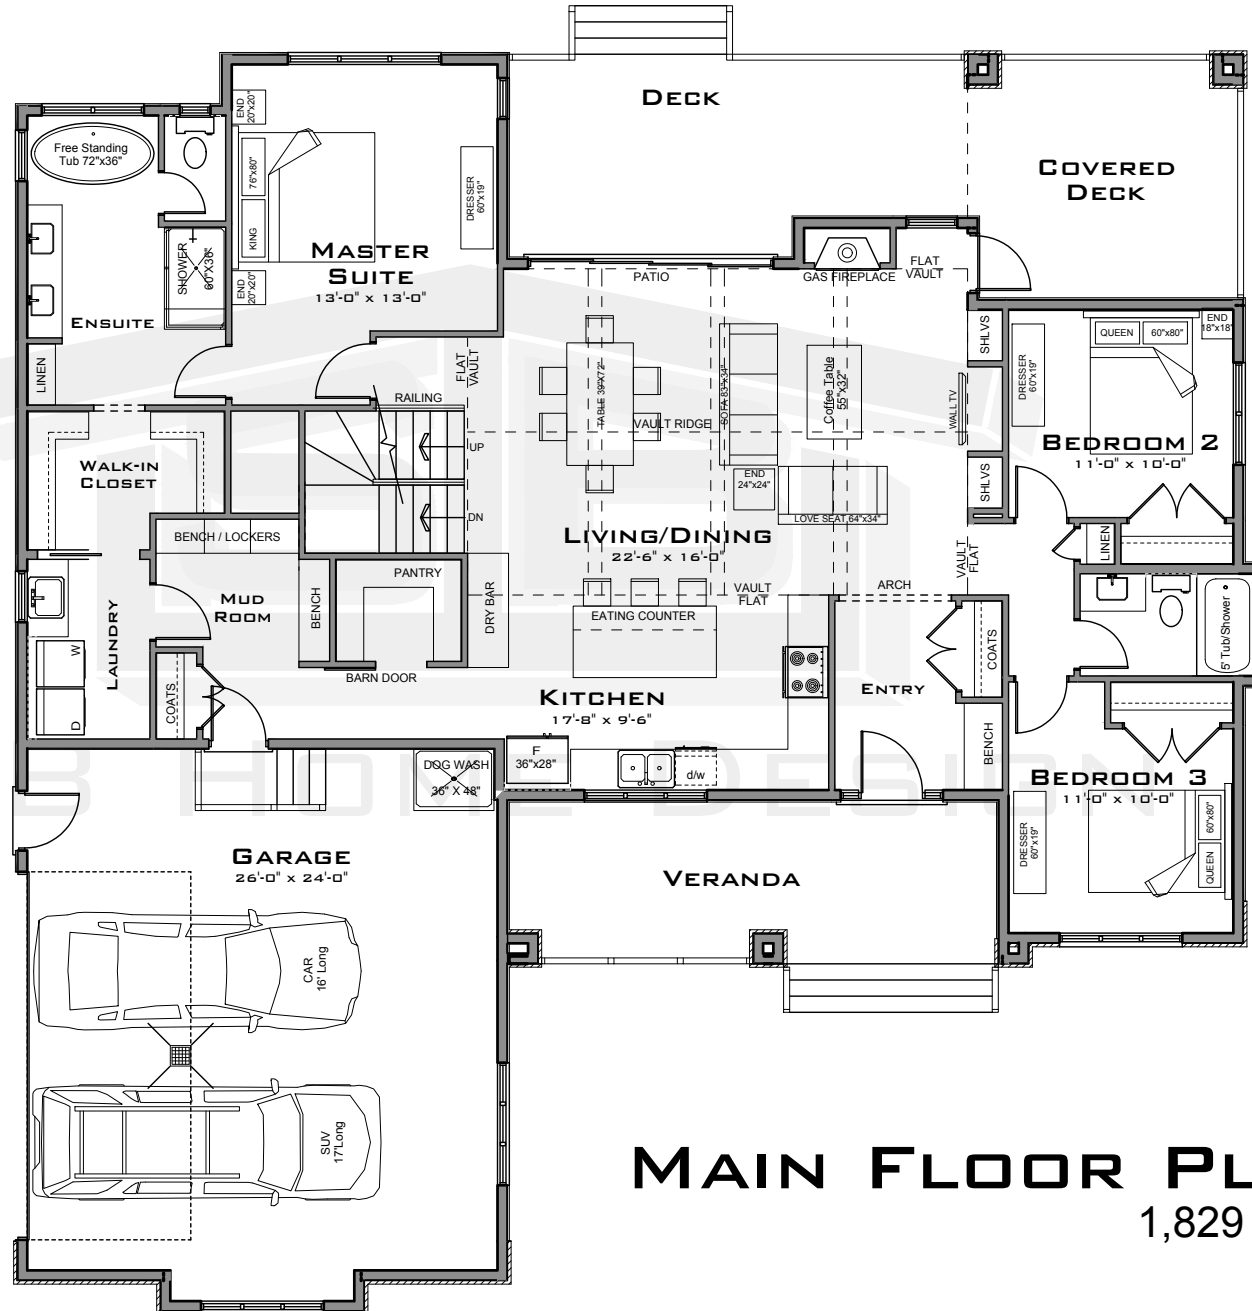 DECK
COVERED
DECK
END
20"x20"
Free Standing
Tub 72"x36"
76"x80"
KING
DRESSER
60"x19"
MASTER
SUITE
13'-0" x 13'-0"
SHOWER
60"X36"
END
20"x20"
ENSUITE
LINEN
PATIO
GAS FIREPLACE
FLAT
VAULT
FLAT
VAULT
SHLVS
QUEEN
60"x80"
END
18"x18"
DRESSER
60"x19"
TABLE 39"X72"
SOFA 83"x34"
Coffee Table
55"x32"
WALL TV
RAILING
VAULT RIDGE
UP
BEDROOM 2
11'-0" x 10'-0"
WALK-IN
CLOSET
END
24"x24"
SHLVS
DN
LOVE SEAT 64"x34"
BENCH / LOCKERS
LIVING/DINING
22'-6" x 16'-0"
LINEN
VAULT
FLAT
PANTRY
MUD
ROOM
BENCH
DRY BAR
VAULT
FLAT
ARCH
EATING COUNTER
LAUNDRY
W
D
COATS
COATS
5' Tub/Shower
BARN DOOR
KITCHEN
17'-8" x 9'-6"
ENTRY
BENCH
F
36"x28"
d/w
DOG WASH
36" X 48"
B HOME DESIGN
BEDROOM 3
11'-0" x 10'-0"
DRESSER
60"x19"
60"x80"
QUEEN
GARAGE
26'-0" x 24'-0"
VERANDA
CAR
16' Long
SUV
17'Long
MAIN FLOOR PL
1,829